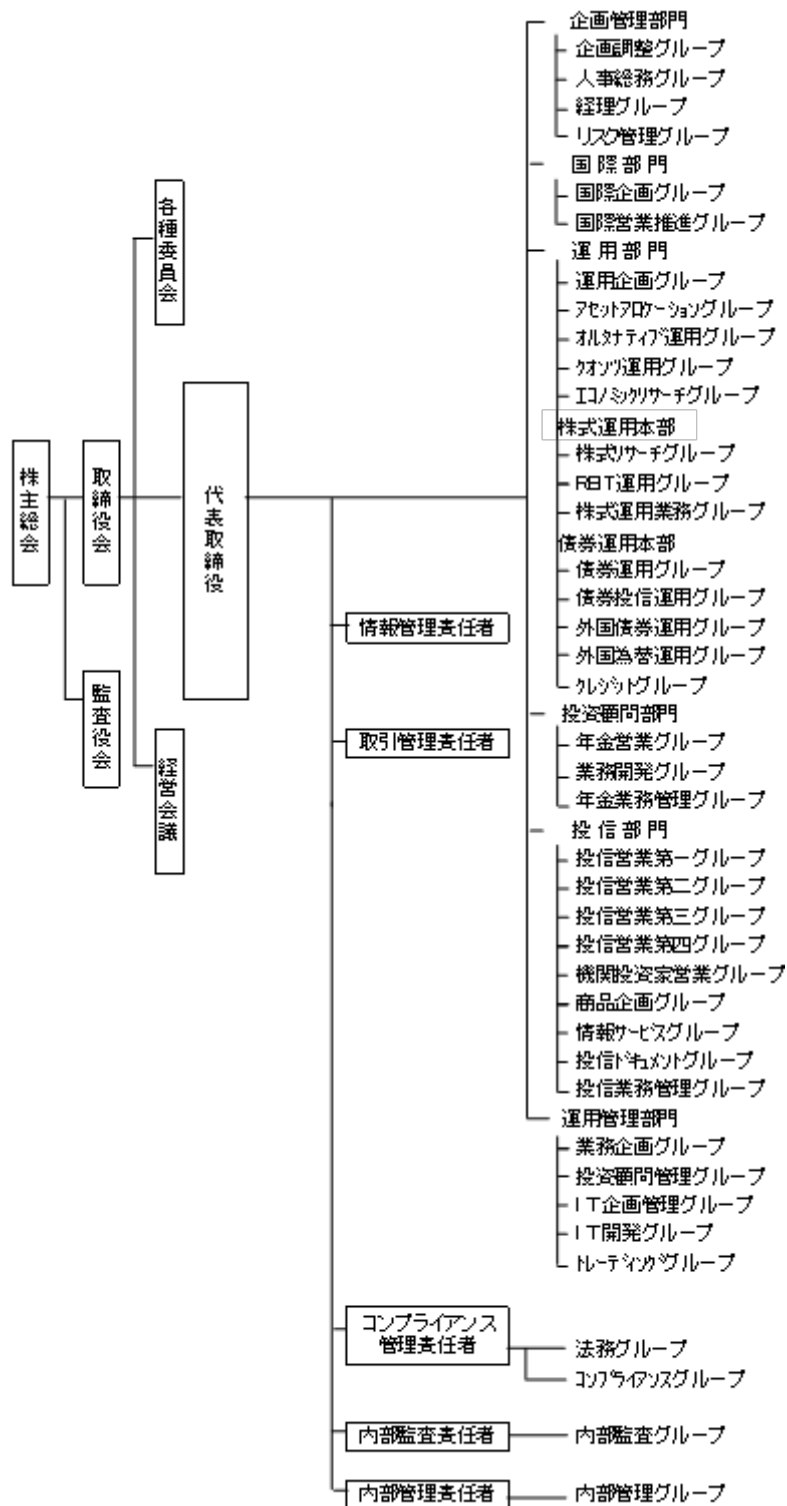 株主総会
取締役会
監査役会
各種委員会
経営会議
代表取締役
情報管理責任者
取引管理責任者
コンプライアンス
管理責任者
内部監査責任者
内部管理責任者
企画管理部門
企画調整グループ
人事総務グループ
経理グループ
リスク管理グループ
国際部門
国際企画グループ
国際営業推進グループ
運用部門
運用企画グループ
アセットアロケーショングループ
オルタナティブ運用グループ
クオンツ運用グループ
エコノミックリサーチグループ
株式運用本部
株式リサーチグループ
REIT運用グループ
株式運用業務グループ
債券運用本部
債券運用グループ
債券投信運用グループ
外国債券運用グループ
外国為替運用グループ
クレジットグループ
投資顧問部門
年金営業グループ
業務開発グループ
年金業務管理グループ
投信部門
投信営業第一グループ
投信営業第二グループ
投信営業第三グループ
投信営業第四グループ
機関投資家営業グループ
商品企画グループ
情報サービスグループ
投信ドキュメントグループ
投信業務管理グループ
運用管理部門
業務企画グループ
投資顧問管理グループ
IT企画管理グループ
IT開発グループ
トレーディンググループ
法務グループ
コンプライアンスグループ
内部監査グループ
内部管理グループ